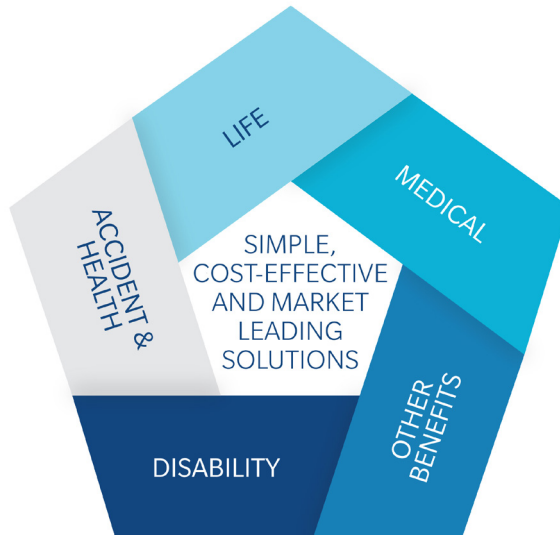 LIFE
MEDICAL
ACCIDENT &
HEALTH
SIMPLE,
COST-EFFECTIVE
AND MARKET
LEADING
SOLUTIONS
OTHER
BENEFITS
DISABILITY